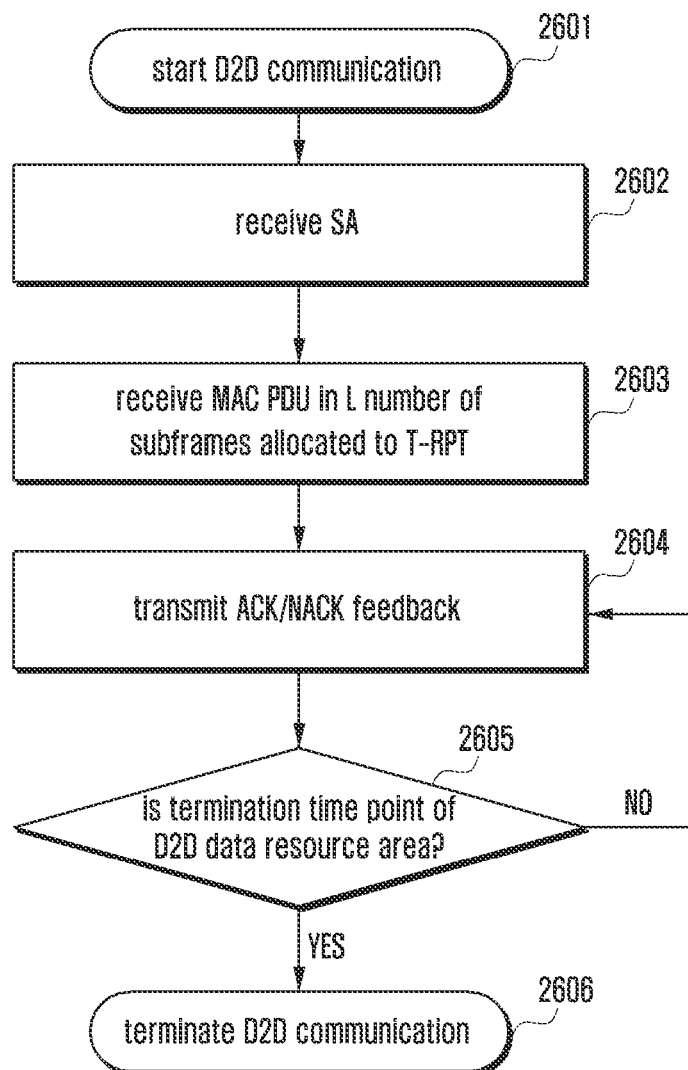 2601
start D2D communication
2602
receive SA
2603
receive MAC PDU in L number of
subframes allocated to T-RPT
2604
transmit ACK/NACK feedback
2605
is termination time point of
D2D data resource area?
NO
YES
2606
terminate D2D communication